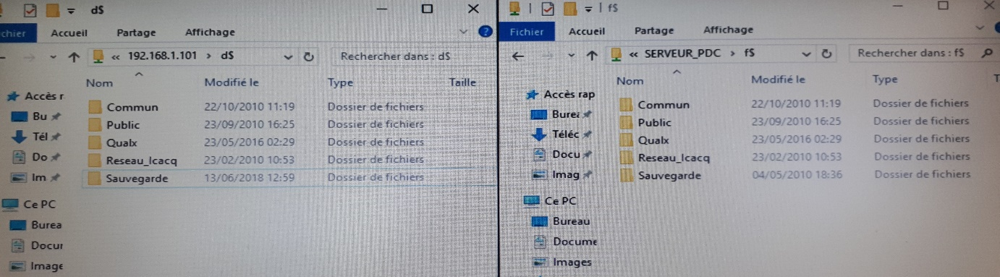 d$
chier Accueil Partage Affichage
« 192.168.1.101 > d$ Rechercher dans : d$
Nom Modifié le Type Taille
Commun 22/10/2010 11:19 Dossier de fichiers
Public 23/09/2010 16:25 Dossier de fichiers
Qualx 23/05/2016 02:29 Dossier de fichiers
Reseau_Icacq 23/02/2010 10:53 Dossier de fichiers
Sauvegarde 13/06/2018 12:59 Dossier de fichiers
Accès r
Bu
Tél
Do
Im
Ce PC
Burea
Docur
Image
f$
Fichier Accueil Partage Affichage
« SERVEUR_PDC > f$ Rechercher dans : f$
Nom Modifié le Type T
Commun 22/10/2010 11:19 Dossier de fichiers
Public 23/09/2010 16:25 Dossier de fichiers
Qualx 23/05/2016 02:29 Dossier de fichiers
Reseau_Icacq 23/02/2010 10:53 Dossier de fichiers
Sauvegarde 04/05/2010 18:36 Dossier de fichiers
Accès rap
Burea
Téléc
Docu
Imag
Ce PC
Bureau
Docume
Images